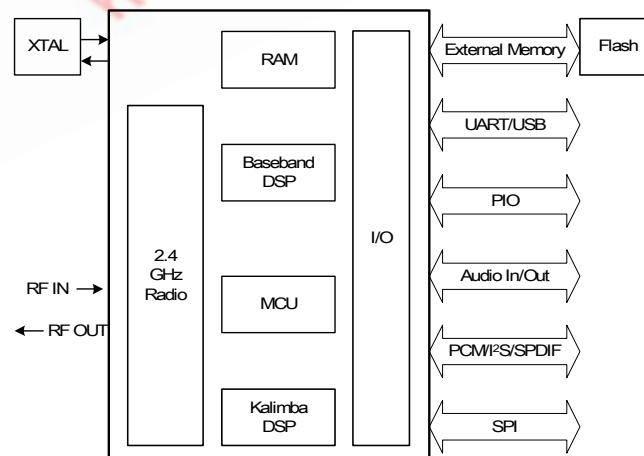 XTAL
RAM
External Memory
Flash
UART/USB
Baseband
DSP
PIO
I/O
2.4
GHz
Radio
Audio In/Out
RF IN
MCU
RF OUT
PCM/I²S/SPDIF
Kalimba
DSP
SPI